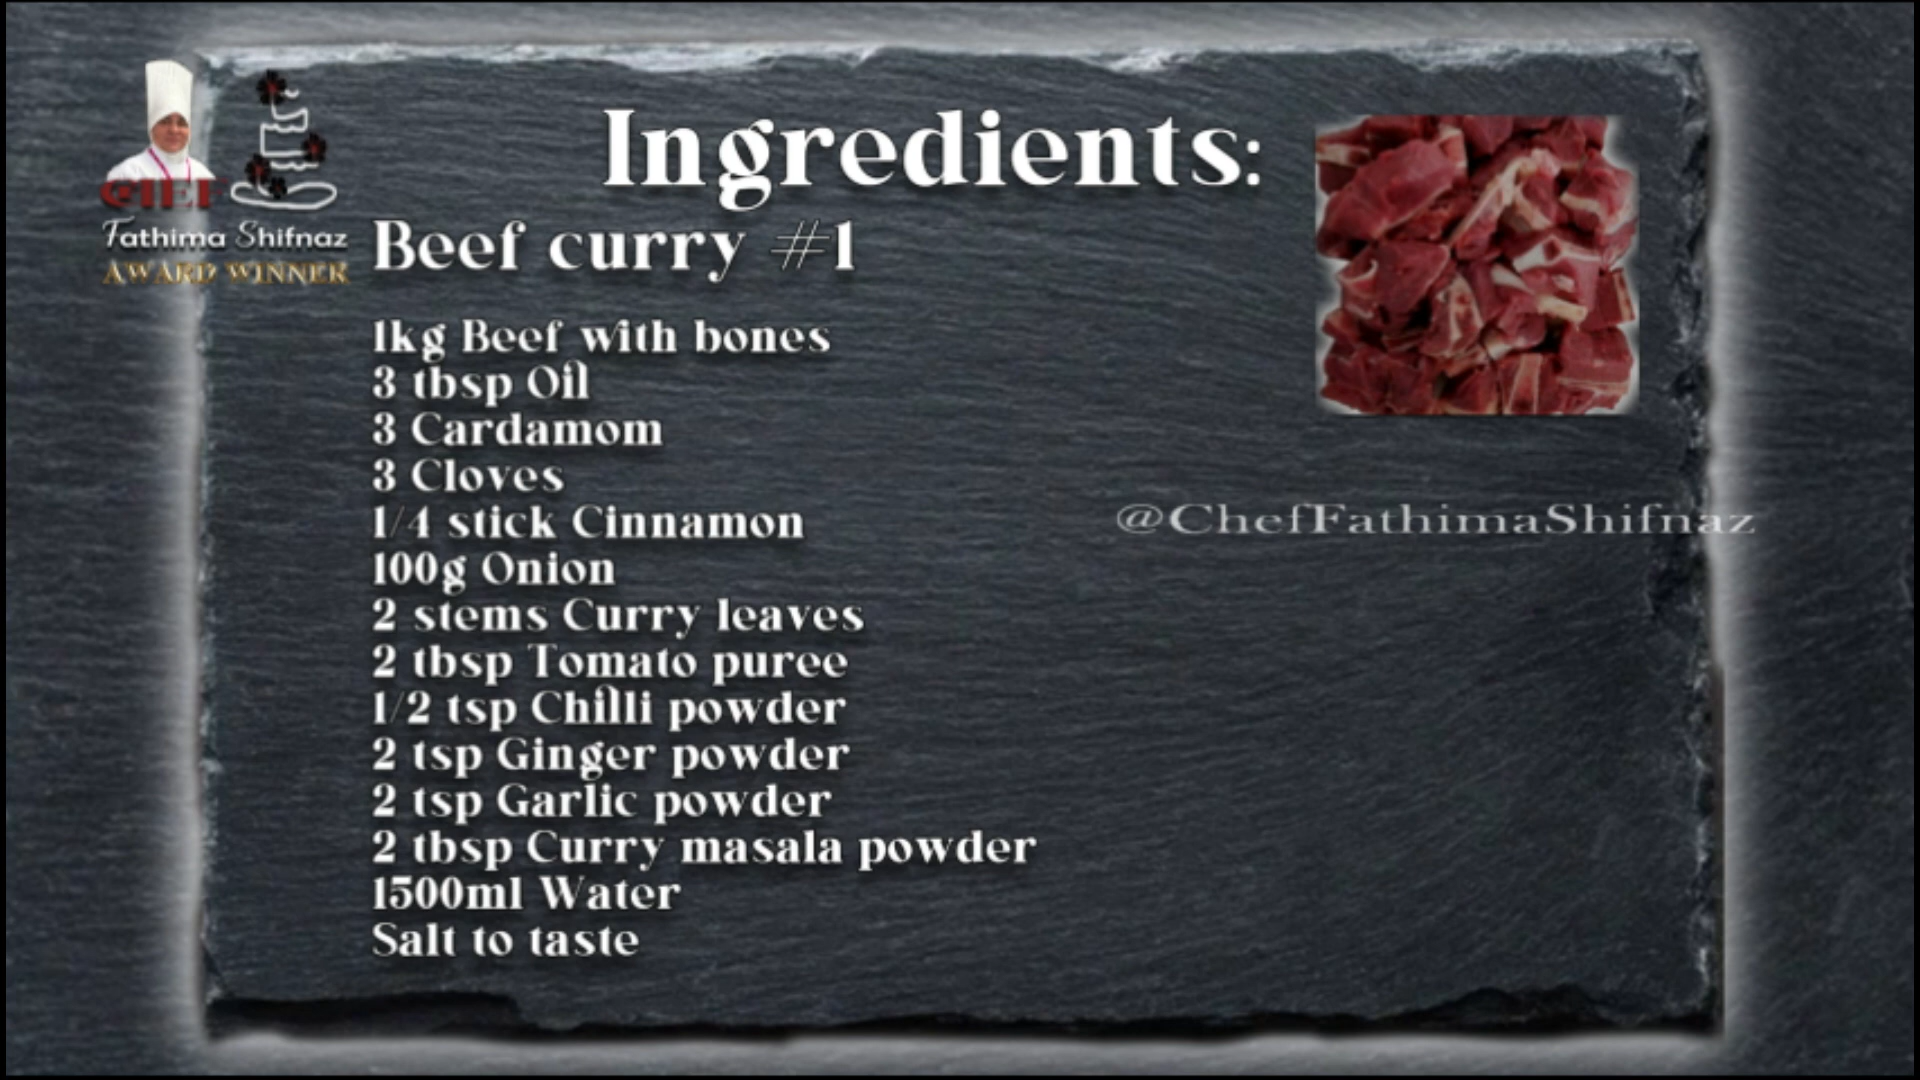 CHEF
Fathima Shifnaz
AWARD WINNER
Ingredients:
Beef curry #1
1kg Beef with bones
3 tbsp Oil
3 Cardamom
3 Cloves
1/4 stick Cinnamon
100g Onion
2 stems Curry leaves
2 tbsp Tomato puree
1/2 tsp Chilli powder
2 tsp Ginger powder
2 tsp Garlic powder
2 tbsp Curry masala powder
1500ml Water
Salt to taste
@ChefFathimaShifnaz